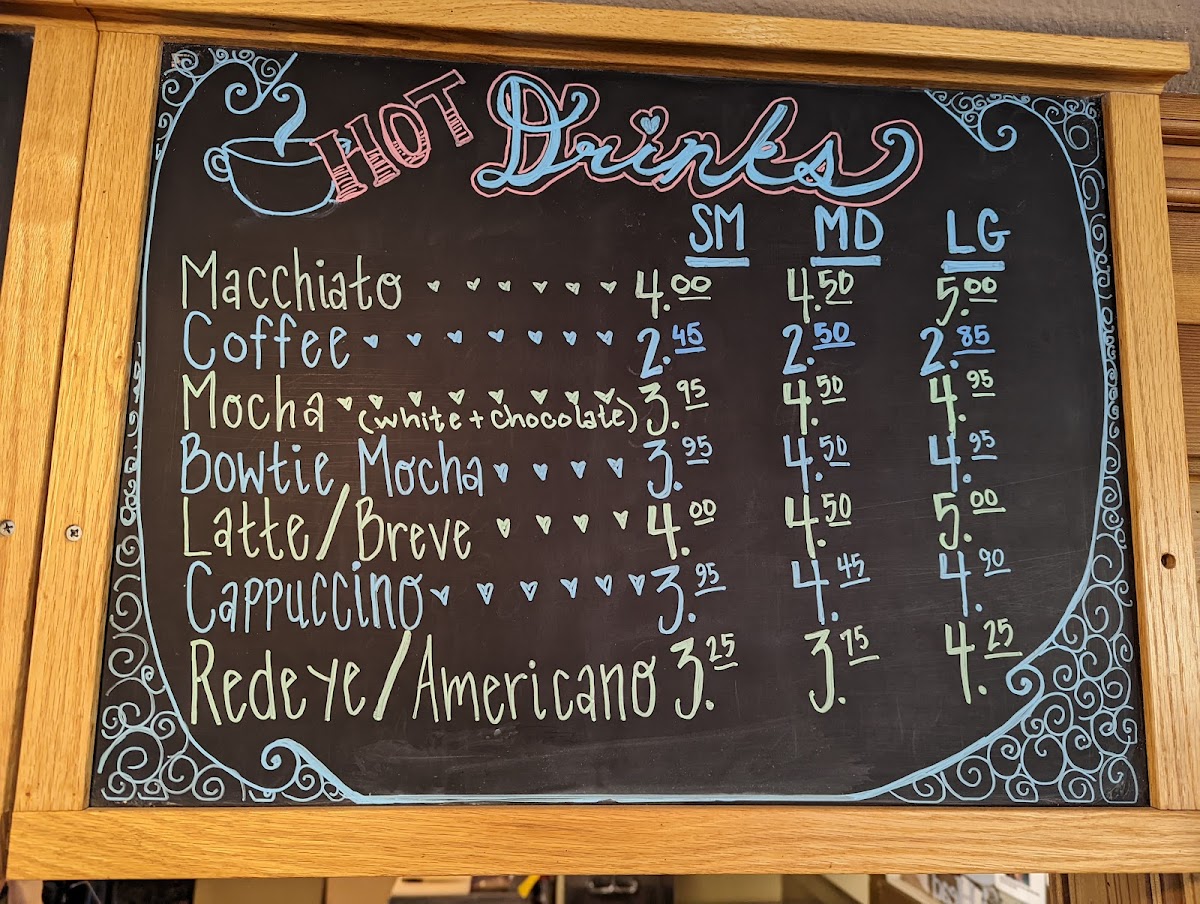 HOT Drinks
SM MD LG
Macchiato 4.00 4.50 5.00
Coffee 2.45 2.50 2.85
Mocha (white + chocolate) 3.95 4.50 4.95
Bowtie Mocha 3.95 4.50 4.95
Latte/Breve 4.00 4.50 5.00
Cappuccino 3.95 4.45 4.90
Redeye/Americano 3.25 3.75 4.25